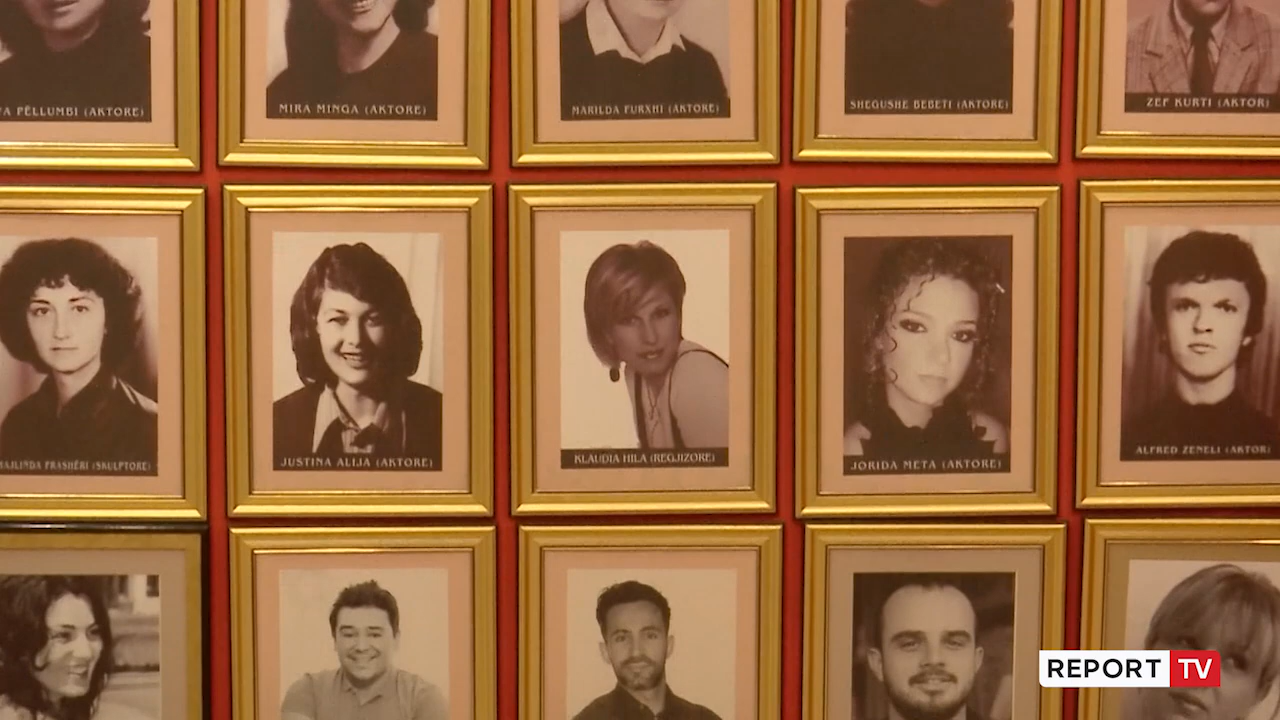 PËLLUMBI (AKTORE)
MIRA MINGA (AKTORE)
MARILDA FURXHI (AKTORE)
SHEGUSHE BEBETI (AKTORE)
ZEF KURTI (AKTOR)
MAJLINDA FRASHËRI (SKULPTORE)
JUSTINA ALIJA (AKTORE)
KLAUDIA HILA (REGJIZORE)
JORIDA META (AKTORE)
ALFRED ZENELI (AKTOR)
REPORT TV